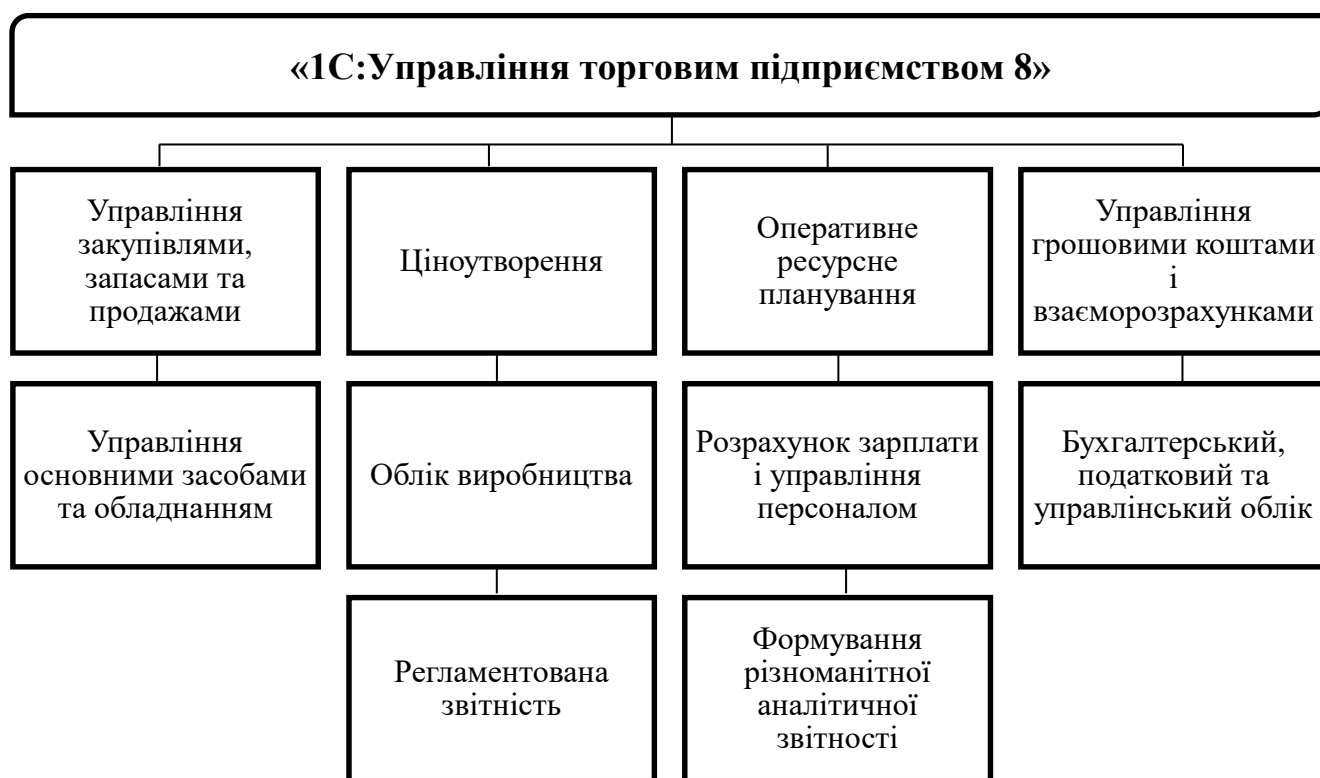 «1С:Управління торговим підприємством 8»
Управління
закупівлями,
запасами та
продажами
Ціноутворення
Оперативне
ресурсне
планування
Управління
грошовими коштами
і
взаєморозрахунками
Управління
основними засобами
та обладнанням
Облік виробництва
Розрахунок зарплати
і управління
персоналом
Бухгалтерський,
податковий та
управлінський облік
Регламентована
звітність
Формування
різноманітної
аналітичної
звітності